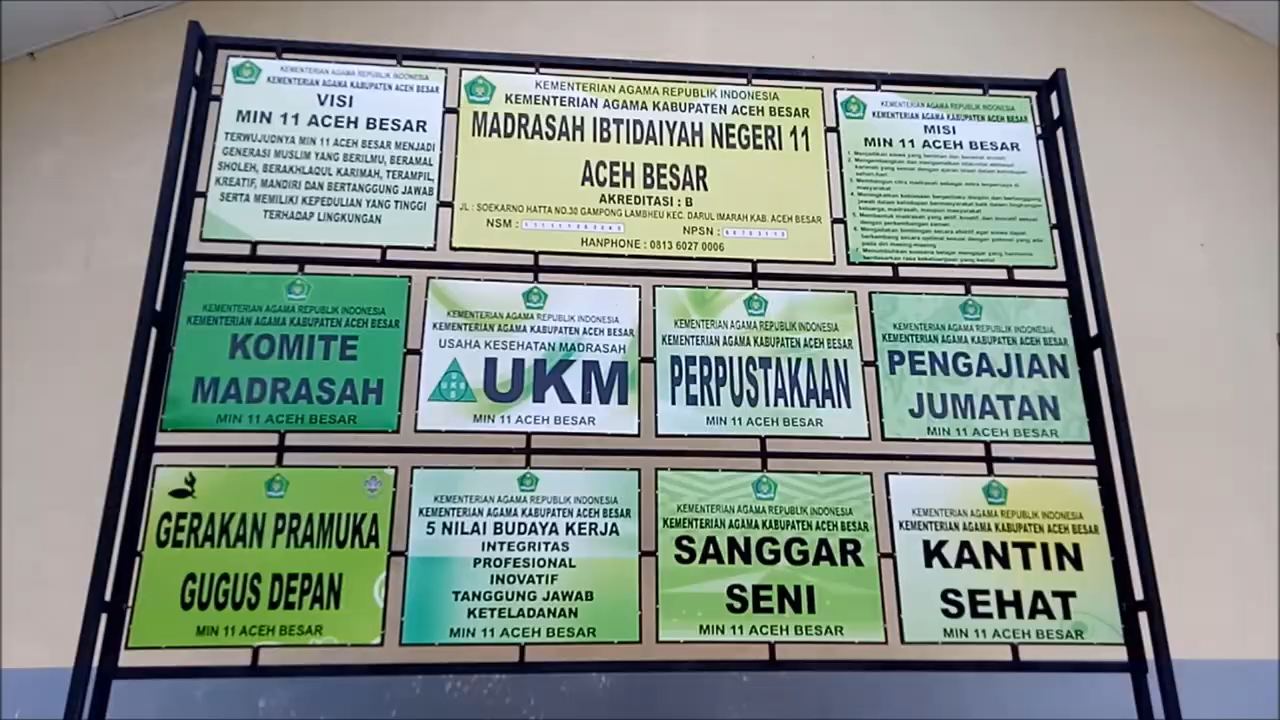 KEMENTERIAN AGAMA REPUBLIK INDONESIA
KEMENTERIAN AGAMA KABUPATEN ACEH BESAR
VISI
MIN 11 ACEH BESAR
TERWUJUDNYA MIN 11 ACEH BESAR MENJADI
GENERASI MUSLIM YANG BERILMU, BERAMAL
SHOLEH, BERAKHLAQUL KARIMAH, TERAMPIL,
KREATIF, MANDIRI DAN BERTANGGUNG JAWAB
SERTA MEMILIKI KEPEDULIAN YANG TINGGI
TERHADAP LINGKUNGAN
KEMENTERIAN AGAMA REPUBLIK INDONESIA
KEMENTERIAN AGAMA KABUPATEN ACEH BESAR
MADRASAH IBTIDAIYAH NEGERI 11
ACEH BESAR
AKREDITASI : B
JL : SOEKARNO HATTA NO.30 GAMPONG LAMBHEU KEC. DARUL IMARAH KAB. ACEH BESAR
NSM : NPSN :
HANPHONE : 0813 6027 0006
KEMENTERIAN AGAMA REPUBLIK INDONESIA
KEMENTERIAN AGAMA KABUPATEN ACEH BESAR
MISI
MIN 11 ACEH BESAR
KEMENTERIAN AGAMA REPUBLIK INDONESIA
KEMENTERIAN AGAMA KABUPATEN ACEH BESAR
KOMITE
MADRASAH
MIN 11 ACEH BESAR
KEMENTERIAN AGAMA REPUBLIK INDONESIA
KEMENTERIAN AGAMA KABUPATEN ACEH BESAR
USAHA KESEHATAN MADRASAH
UKM
MIN 11 ACEH BESAR
KEMENTERIAN AGAMA REPUBLIK INDONESIA
KEMENTERIAN AGAMA KABUPATEN ACEH BESAR
PERPUSTAKAAN
MIN 11 ACEH BESAR
KEMENTERIAN AGAMA REPUBLIK INDONESIA
KEMENTERIAN AGAMA KABUPATEN ACEH BESAR
PENGAJIAN
JUMATAN
MIN 11 ACEH BESAR
GERAKAN PRAMUKA
GUGUS DEPAN
MIN 11 ACEH BESAR
KEMENTERIAN AGAMA REPUBLIK INDONESIA
KEMENTERIAN AGAMA KABUPATEN ACEH BESAR
5 NILAI BUDAYA KERJA
INTEGRITAS
PROFESIONAL
INOVATIF
TANGGUNG JAWAB
KETELADANAN
MIN 11 ACEH BESAR
KEMENTERIAN AGAMA REPUBLIK INDONESIA
KEMENTERIAN AGAMA KABUPATEN ACEH BESAR
SANGGAR
SENI
MIN 11 ACEH BESAR
KEMENTERIAN AGAMA REPUBLIK INDONESIA
KEMENTERIAN AGAMA KABUPATEN ACEH BESAR
KANTIN
SEHAT
MIN 11 ACEH BESAR